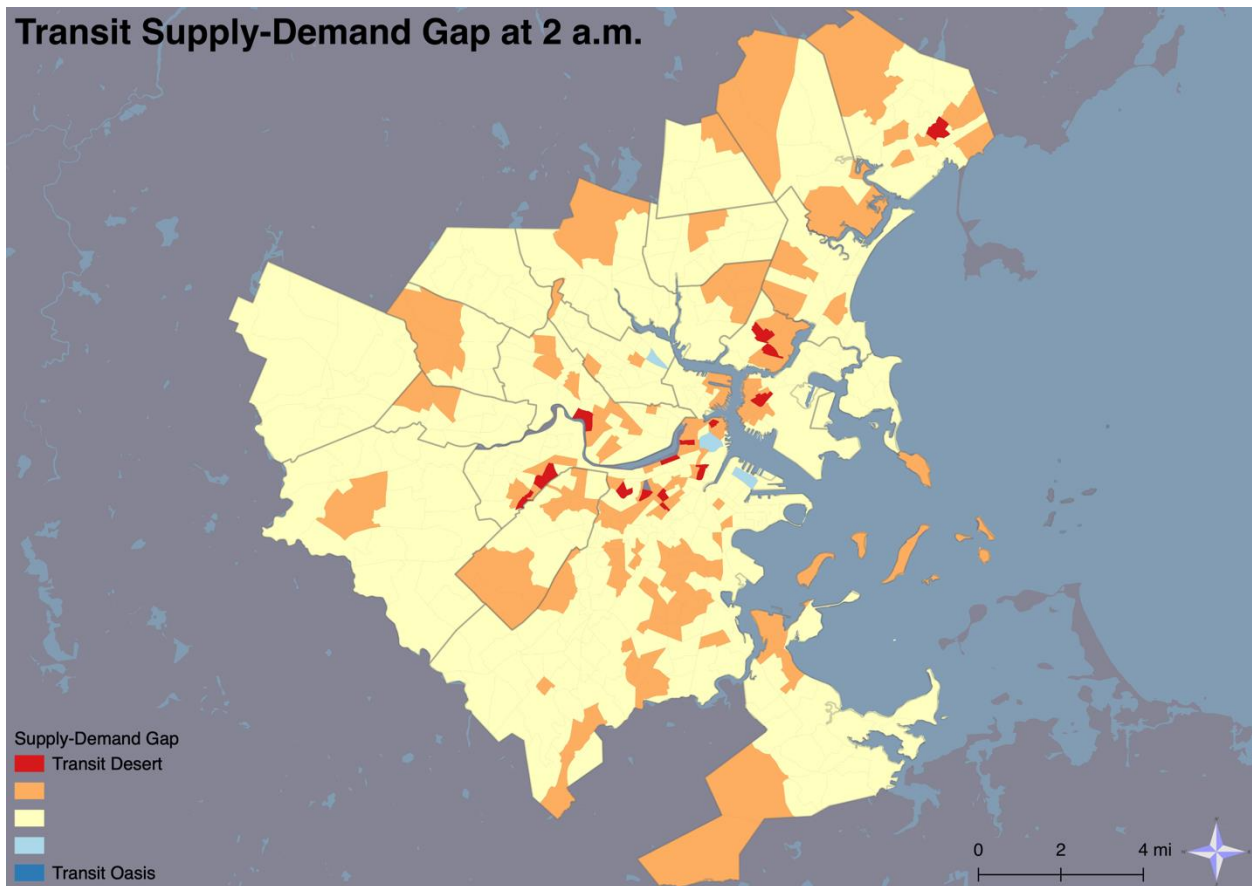 Transit Supply-Demand Gap at 2 a.m.
Supply-Demand Gap
Transit Desert
Transit Oasis
0 2 4 mi